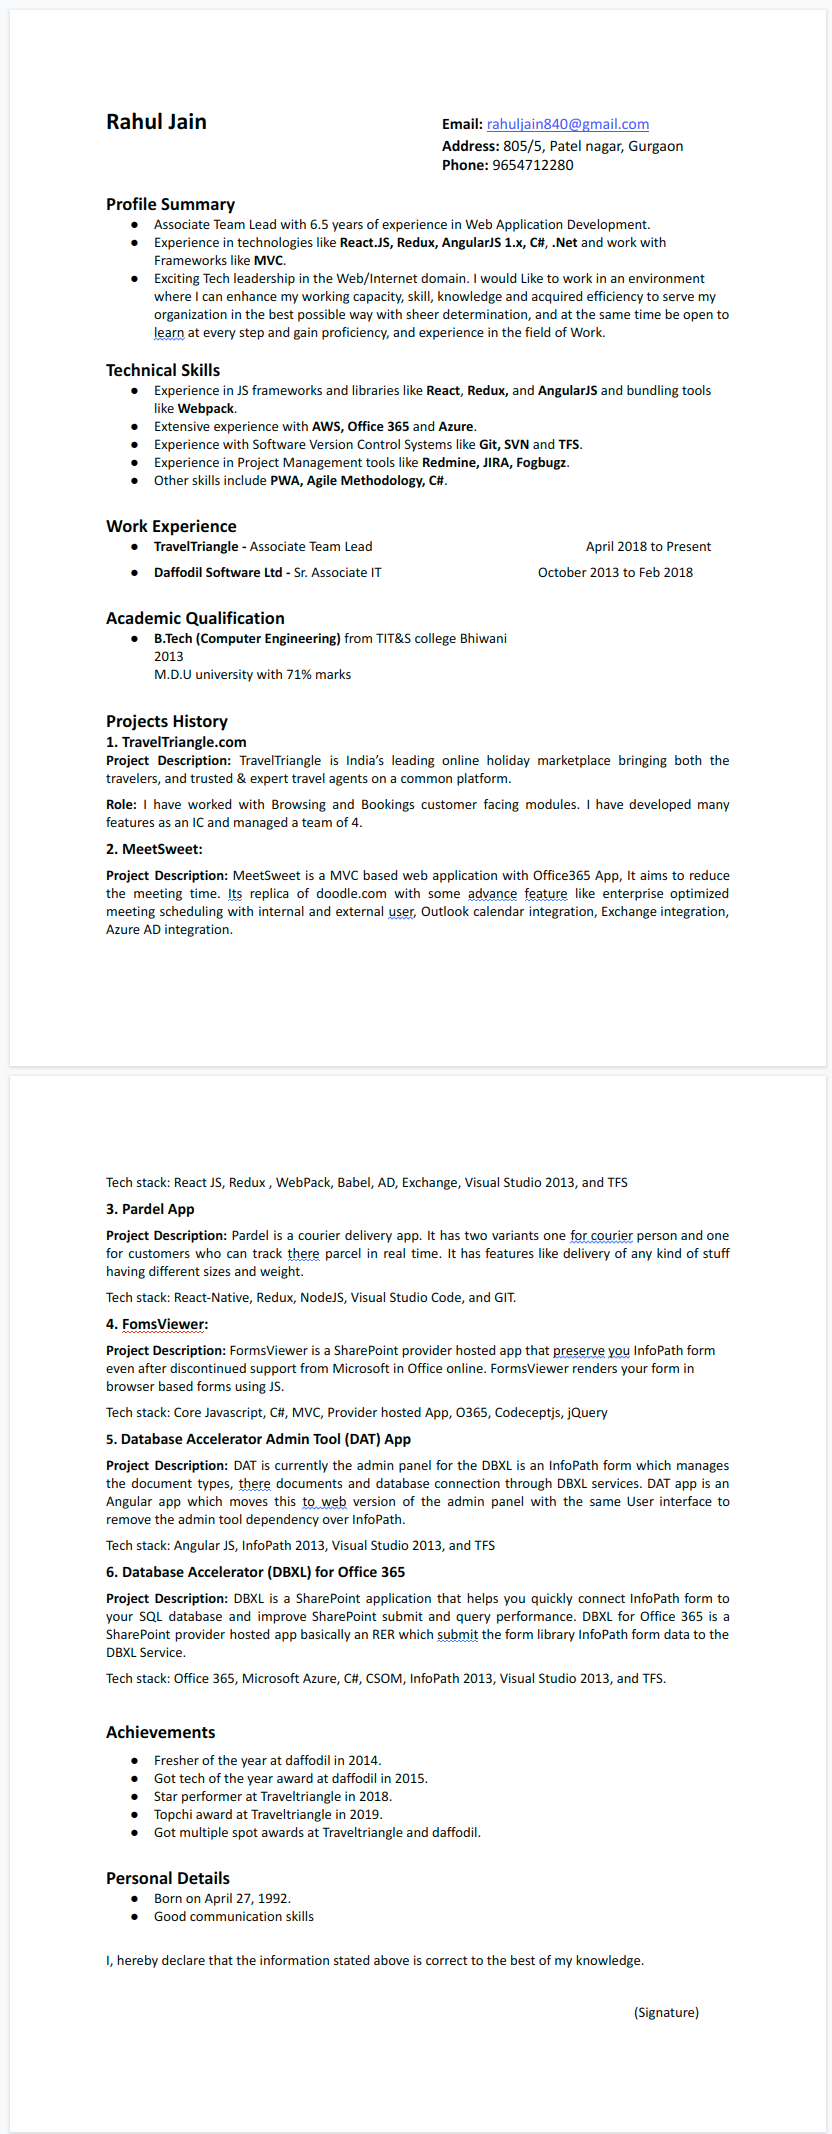 Rahul Jain
Email: rahuljain840@gmail.com
Address: 805/5, Patel nagar, Gurgaon
Phone: 9654712280
Profile Summary
● Associate Team Lead with 6.5 years of experience in Web Application Development.
● Experience in technologies like React.JS, Redux, AngularJS 1.x, C#, .Net and work with
Frameworks like MVC.
● Exciting Tech leadership in the Web/Internet domain. I would Like to work in an environment
where I can enhance my working capacity, skill, knowledge and acquired efficiency to serve my
organization in the best possible way with sheer determination, and at the same time be open to
learn at every step and gain proficiency, and experience in the field of Work.
Technical Skills
● Experience in JS frameworks and libraries like React, Redux, and AngularJS and bundling tools
like Webpack.
● Extensive experience with AWS, Office 365 and Azure.
● Experience with Software Version Control Systems like Git, SVN and TFS.
● Experience in Project Management tools like Redmine, JIRA, Fogbugz.
● Other skills include PWA, Agile Methodology, C#.
Work Experience
● TravelTriangle - Associate Team Lead April 2018 to Present
● Daffodil Software Ltd - Sr. Associate IT October 2013 to Feb 2018
Academic Qualification
● B.Tech (Computer Engineering) from TIT&S college Bhiwani
2013
M.D.U university with 71% marks
Projects History
1. TravelTriangle.com
Project Description: TravelTriangle is India’s leading online holiday marketplace bringing both the
travelers, and trusted & expert travel agents on a common platform.
Role: I have worked with Browsing and Bookings customer facing modules. I have developed many
features as an IC and managed a team of 4.
2. MeetSweet:
Project Description: MeetSweet is a MVC based web application with Office365 App, It aims to reduce
the meeting time. Its replica of doodle.com with some advance feature like enterprise optimized
meeting scheduling with internal and external user, Outlook calendar integration, Exchange integration,
Azure AD integration.
Tech stack: React JS, Redux , WebPack, Babel, AD, Exchange, Visual Studio 2013, and TFS
3. Pardel App
Project Description: Pardel is a courier delivery app. It has two variants one for courier person and one
for customers who can track there parcel in real time. It has features like delivery of any kind of stuff
having different sizes and weight.
Tech stack: React-Native, Redux, NodeJS, Visual Studio Code, and GIT.
4. FomsViewer:
Project Description: FormsViewer is a SharePoint provider hosted app that preserve you InfoPath form
even after discontinued support from Microsoft in Office online. FormsViewer renders your form in
browser based forms using JS.
Tech stack: Core Javascript, C#, MVC, Provider hosted App, O365, Codeceptjs, jQuery
5. Database Accelerator Admin Tool (DAT) App
Project Description: DAT is currently the admin panel for the DBXL is an InfoPath form which manages
the document types, there documents and database connection through DBXL services. DAT app is an
Angular app which moves this to web version of the admin panel with the same User interface to
remove the admin tool dependency over InfoPath.
Tech stack: Angular JS, InfoPath 2013, Visual Studio 2013, and TFS
6. Database Accelerator (DBXL) for Office 365
Project Description: DBXL is a SharePoint application that helps you quickly connect InfoPath form to
your SQL database and improve SharePoint submit and query performance. DBXL for Office 365 is a
SharePoint provider hosted app basically an RER which submit the form library InfoPath form data to the
DBXL Service.
Tech stack: Office 365, Microsoft Azure, C#, CSOM, InfoPath 2013, Visual Studio 2013, and TFS.
Achievements
● Fresher of the year at daffodil in 2014.
● Got tech of the year award at daffodil in 2015.
● Star performer at Traveltriangle in 2018.
● Topchi award at Traveltriangle in 2019.
● Got multiple spot awards at Traveltriangle and daffodil.
Personal Details
● Born on April 27, 1992.
● Good communication skills
I, hereby declare that the information stated above is correct to the best of my knowledge.
(Signature)